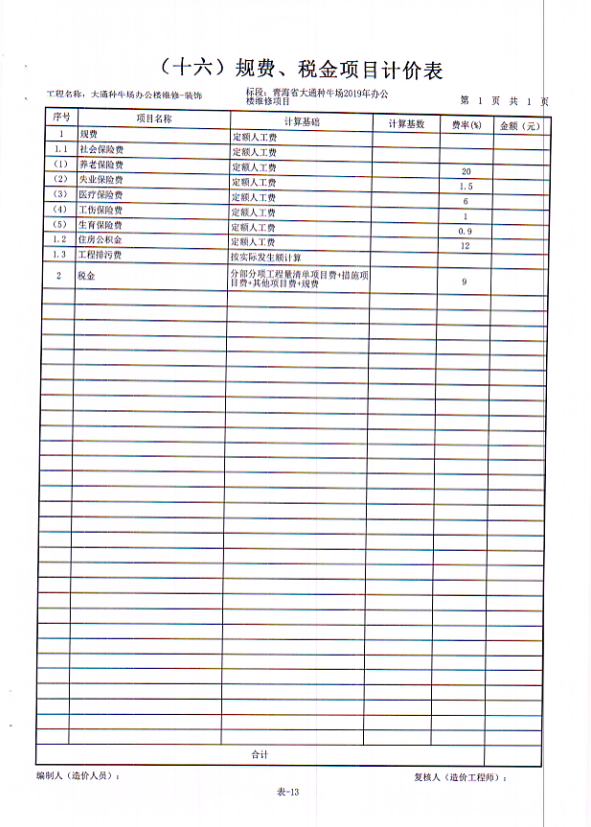 （十六）规费、税金项目计价表
工程名称：大通种牛场办公楼维修-装饰 标段：青海省大通种牛场2019年办公
楼维修项目 第 1 页 共 1 页
序号 项目名称 计算基础 计算基数 费率(%) 金额（元）
1 规费 定额人工费
1.1 社会保险费 定额人工费
(1) 养老保险费 定额人工费 20
(2) 失业保险费 定额人工费 1.5
(3) 医疗保险费 定额人工费 6
(4) 工伤保险费 定额人工费 1
(5) 生育保险费 定额人工费 0.9
1.2 住房公积金 定额人工费 12
1.3 工程排污费 按实际发生额计算
2 税金 分部分项工程量清单项目费+措施项
目费+其他项目费+规费 9
合计
编制人（造价人员）： 复核人（造价工程师）：
表-13